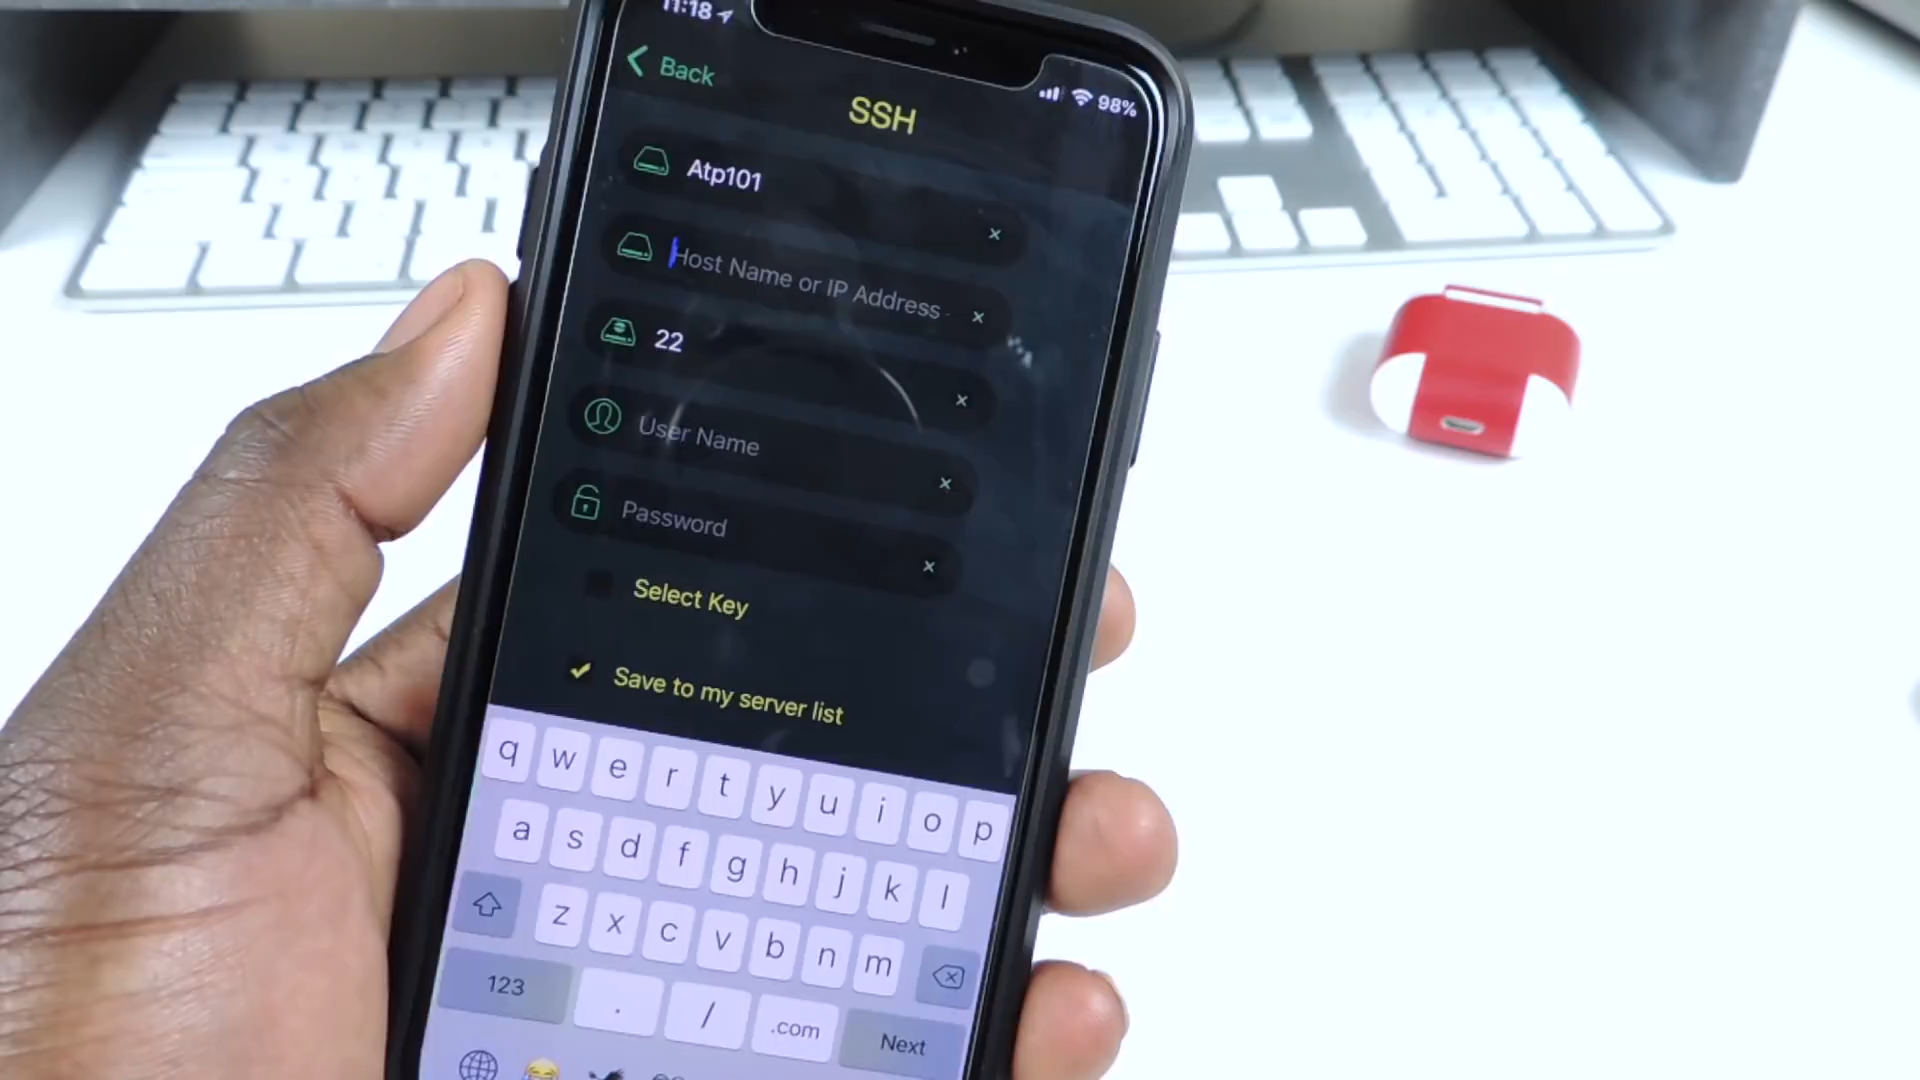 11:18
98%
Back
SSH
Atp101
Host Name or IP Address
22
User Name
Password
Select Key
Save to my server list
q w e r t y u i o p
a s d f g h j k l
z x c v b n m
123 . / .com Next